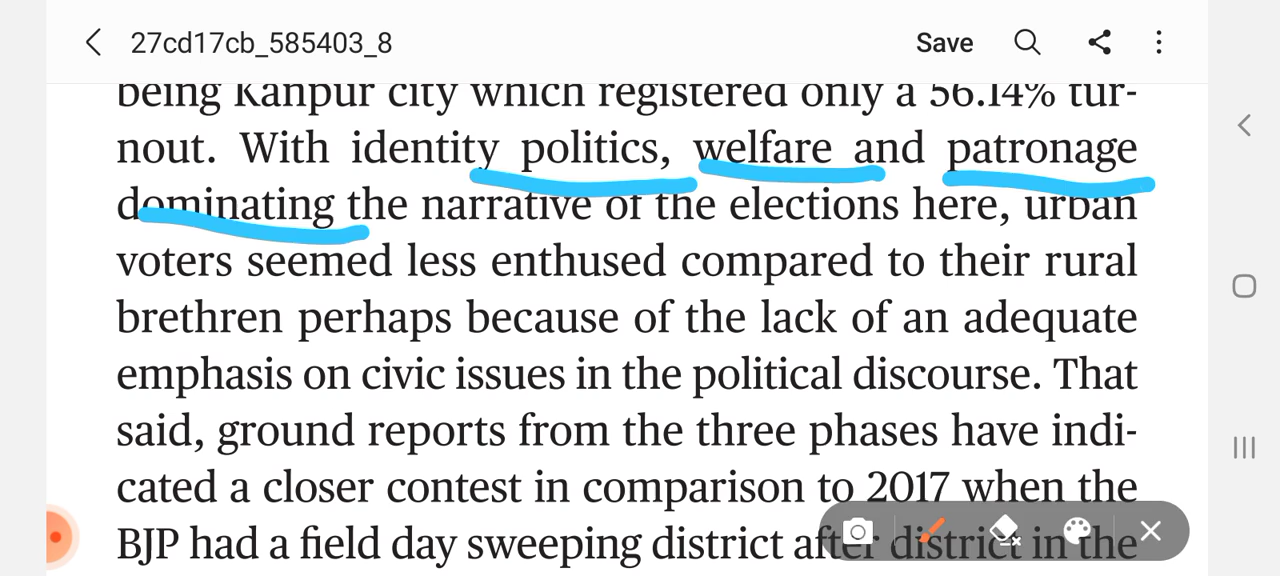 27cd17cb_585403_8
Save
being Kanpur city which registered only a 56.14% tur-
nout. With identity politics, welfare and patronage
dominating the narrative of the elections here, urban
voters seemed less enthused compared to their rural
brethren perhaps because of the lack of an adequate
emphasis on civic issues in the political discourse. That
said, ground reports from the three phases have indi-
cated a closer contest in comparison to 2017 when the
BJP had a field day sweeping district after district in the